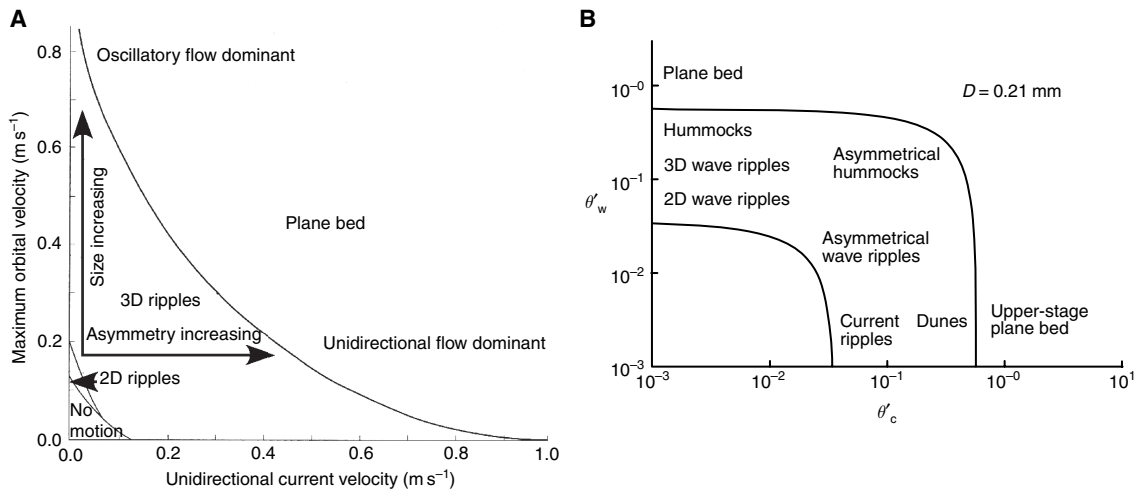 A
Maximum orbital velocity (m s⁻¹)
0.8
0.6
0.4
0.2
0.0
Oscillatory flow dominant
Size increasing
Plane bed
3D ripples
Asymmetry increasing
Unidirectional flow dominant
2D ripples
No
motion
0.0 0.2 0.4 0.6 0.8 1.0
Unidirectional current velocity (m s⁻¹)
B
θ′w
10⁻⁰
10⁻¹
10⁻²
10⁻³
Plane bed
D = 0.21 mm
Hummocks
3D wave ripples
2D wave ripples
Asymmetrical
hummocks
Asymmetrical
wave ripples
Current
ripples
Dunes
Upper-stage
plane bed
10⁻³ 10⁻² 10⁻¹ 10⁻⁰ 10¹
θ′c